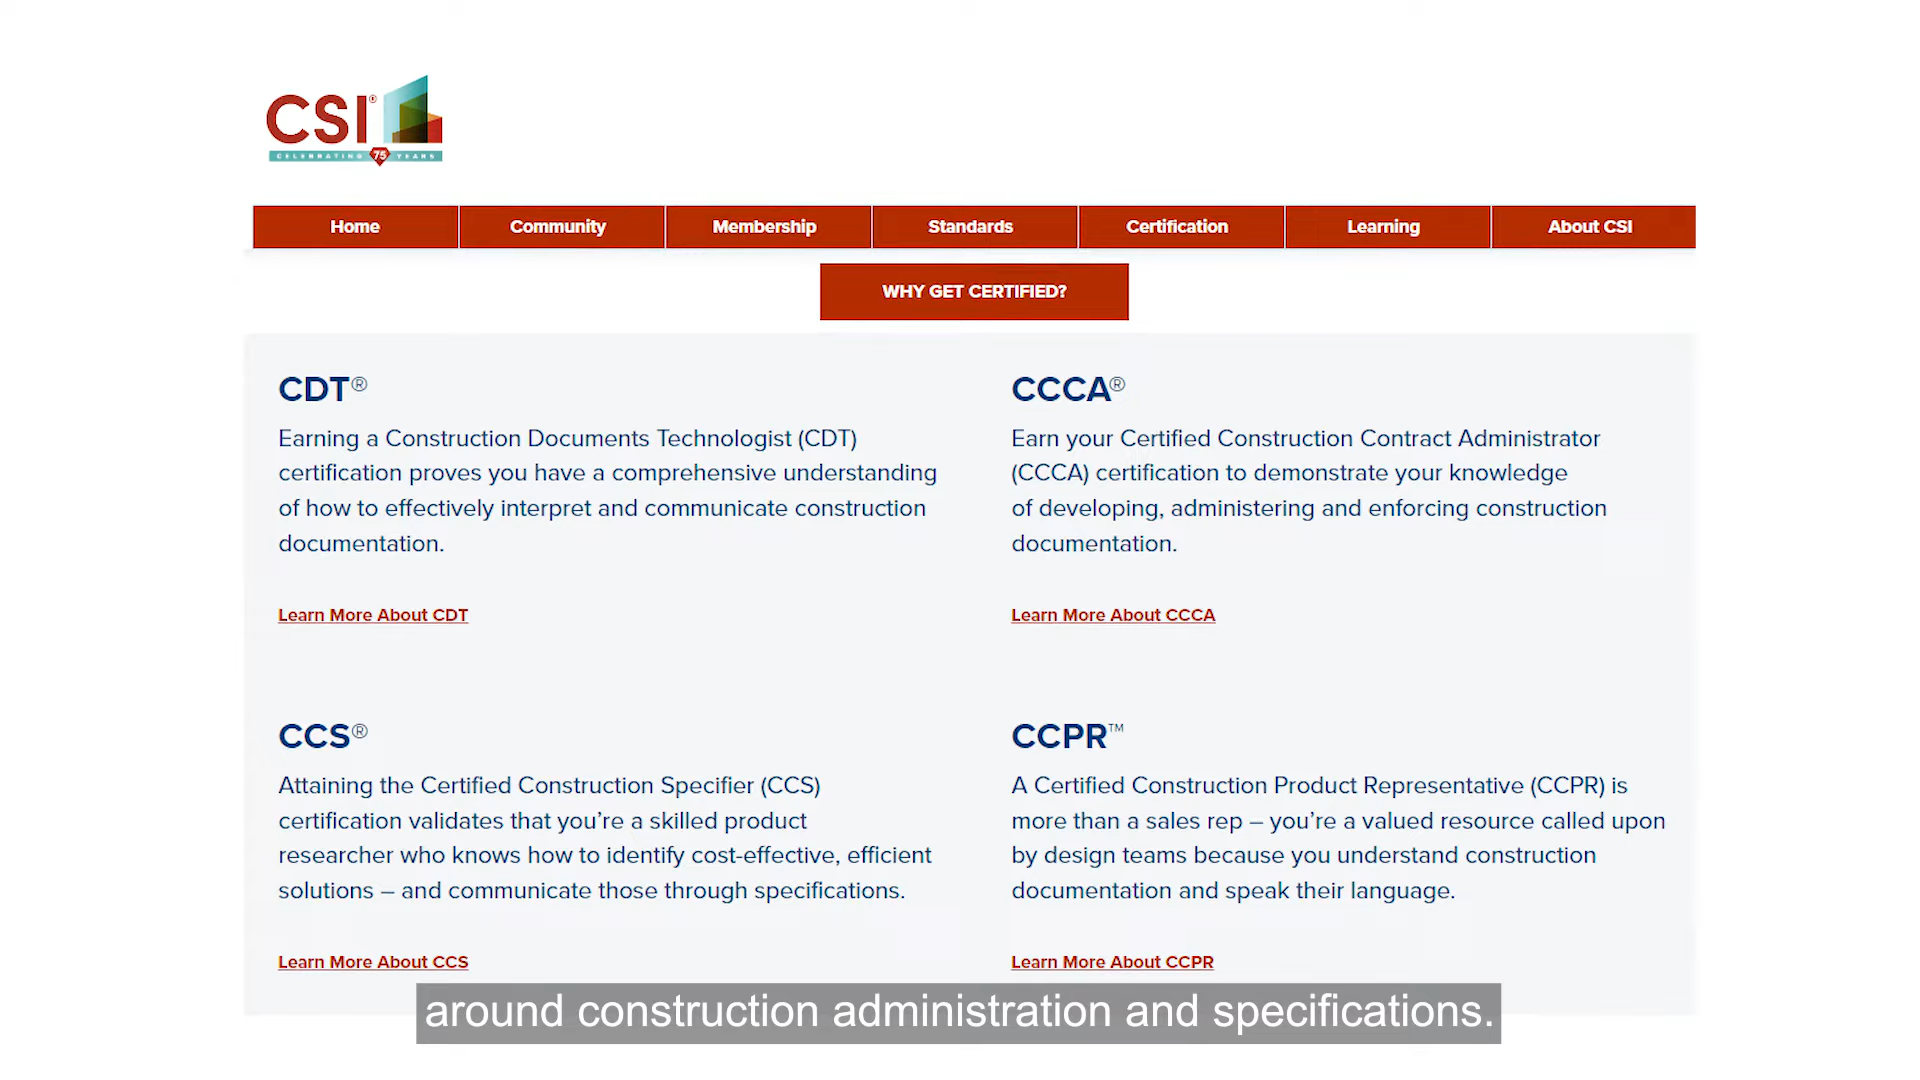 CSI®
CELEBRATING 75 YEARS
Home
Community
Membership
Standards
Certification
Learning
About CSI
WHY GET CERTIFIED?
CDT®
Earning a Construction Documents Technologist (CDT)
certification proves you have a comprehensive understanding
of how to effectively interpret and communicate construction
documentation.
Learn More About CDT
CCCA®
Earn your Certified Construction Contract Administrator
(CCCA) certification to demonstrate your knowledge
of developing, administering and enforcing construction
documentation.
Learn More About CCCA
CCS®
Attaining the Certified Construction Specifier (CCS)
certification validates that you’re a skilled product
researcher who knows how to identify cost-effective, efficient
solutions – and communicate those through specifications.
Learn More About CCS
CCPR™
A Certified Construction Product Representative (CCPR) is
more than a sales rep – you’re a valued resource called upon
by design teams because you understand construction
documentation and speak their language.
Learn More About CCPR
around construction administration and specifications.